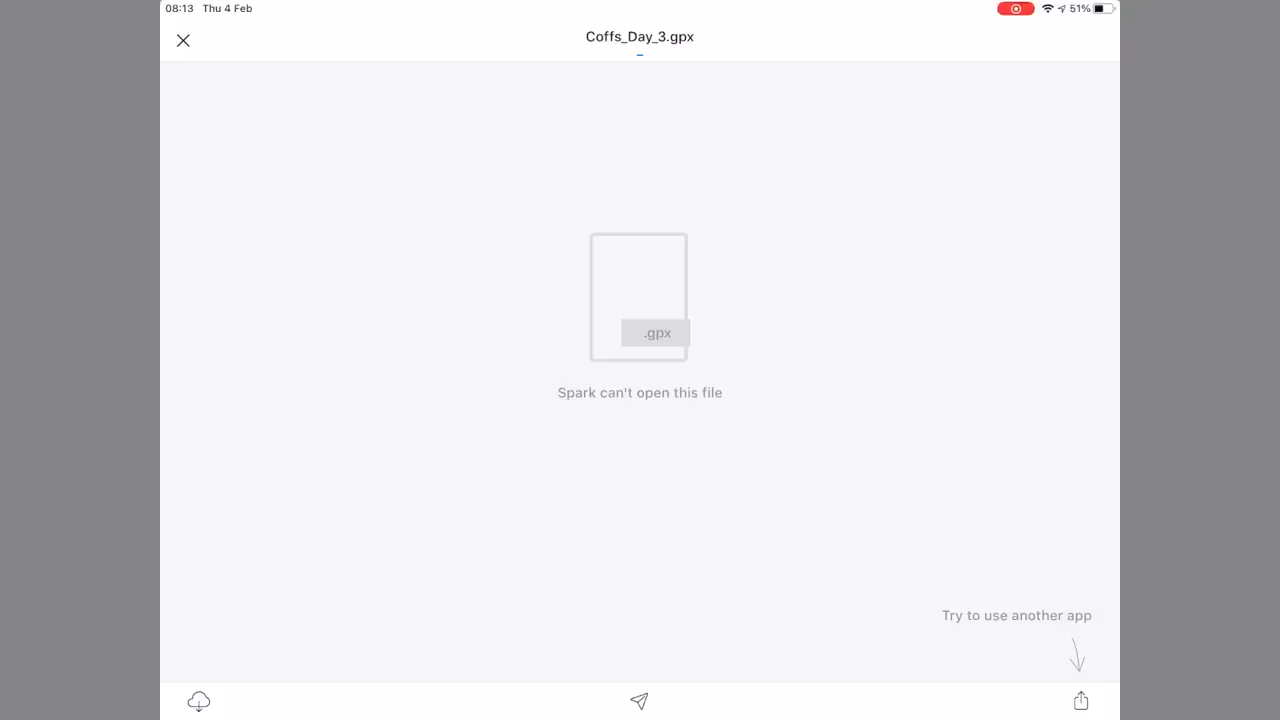 08:13 Thu 4 Feb
51%
Coffs_Day_3.gpx
.gpx
Spark can't open this file
Try to use another app